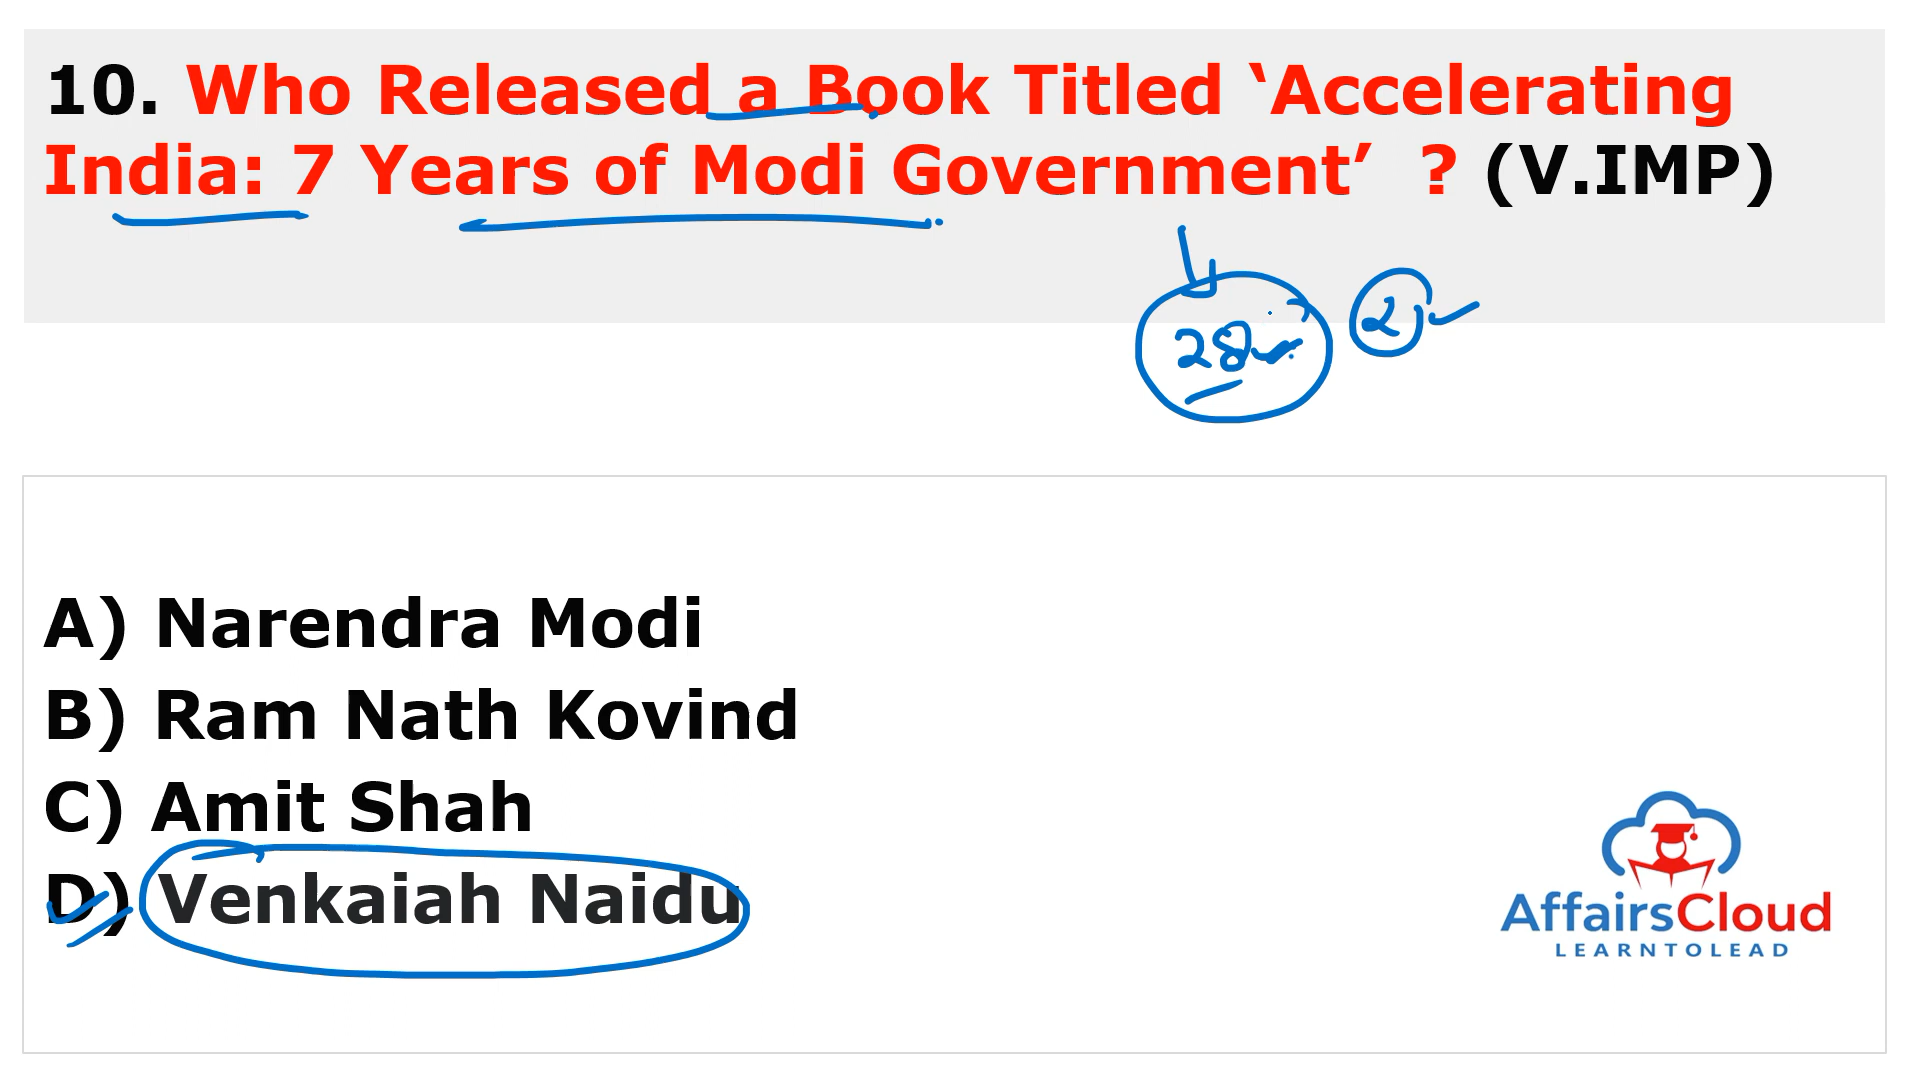 10. Who Released a Book Titled ‘Accelerating
India: 7 Years of Modi Government’ ? (V.IMP)
28
2
A) Narendra Modi
B) Ram Nath Kovind
C) Amit Shah
D) Venkaiah Naidu
AffairsCloud
LEARNTOLEAD